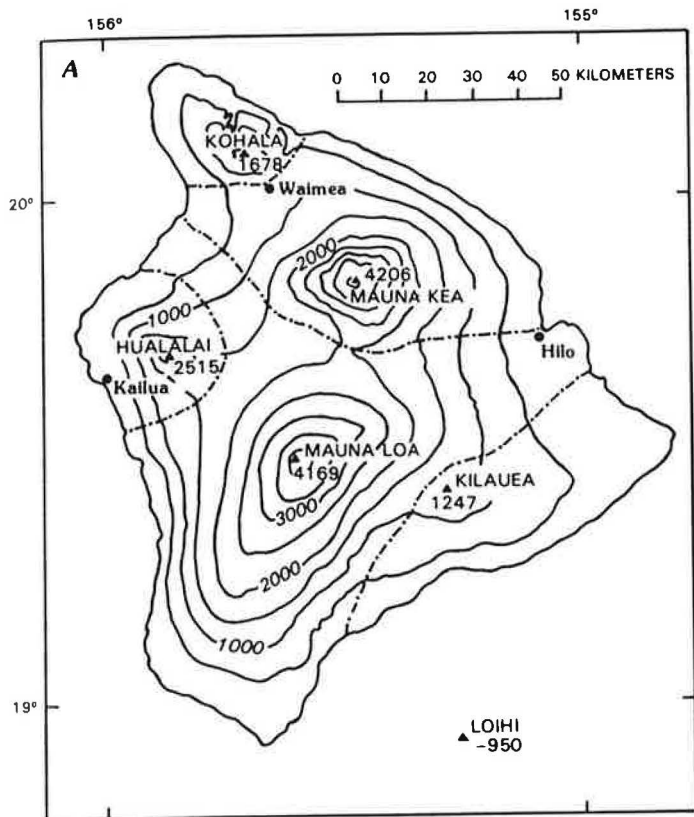 156°
155°
A
0 10 20 30 40 50 KILOMETERS
KOHALA
1678
Waimea
20°
2000
4206
MAUNA KEA
1000
HUALALAI
2515
Kailua
Hilo
MAUNA LOA
4169
KILAUEA
1247
3000
2000
1000
19°
LOIHI
-950